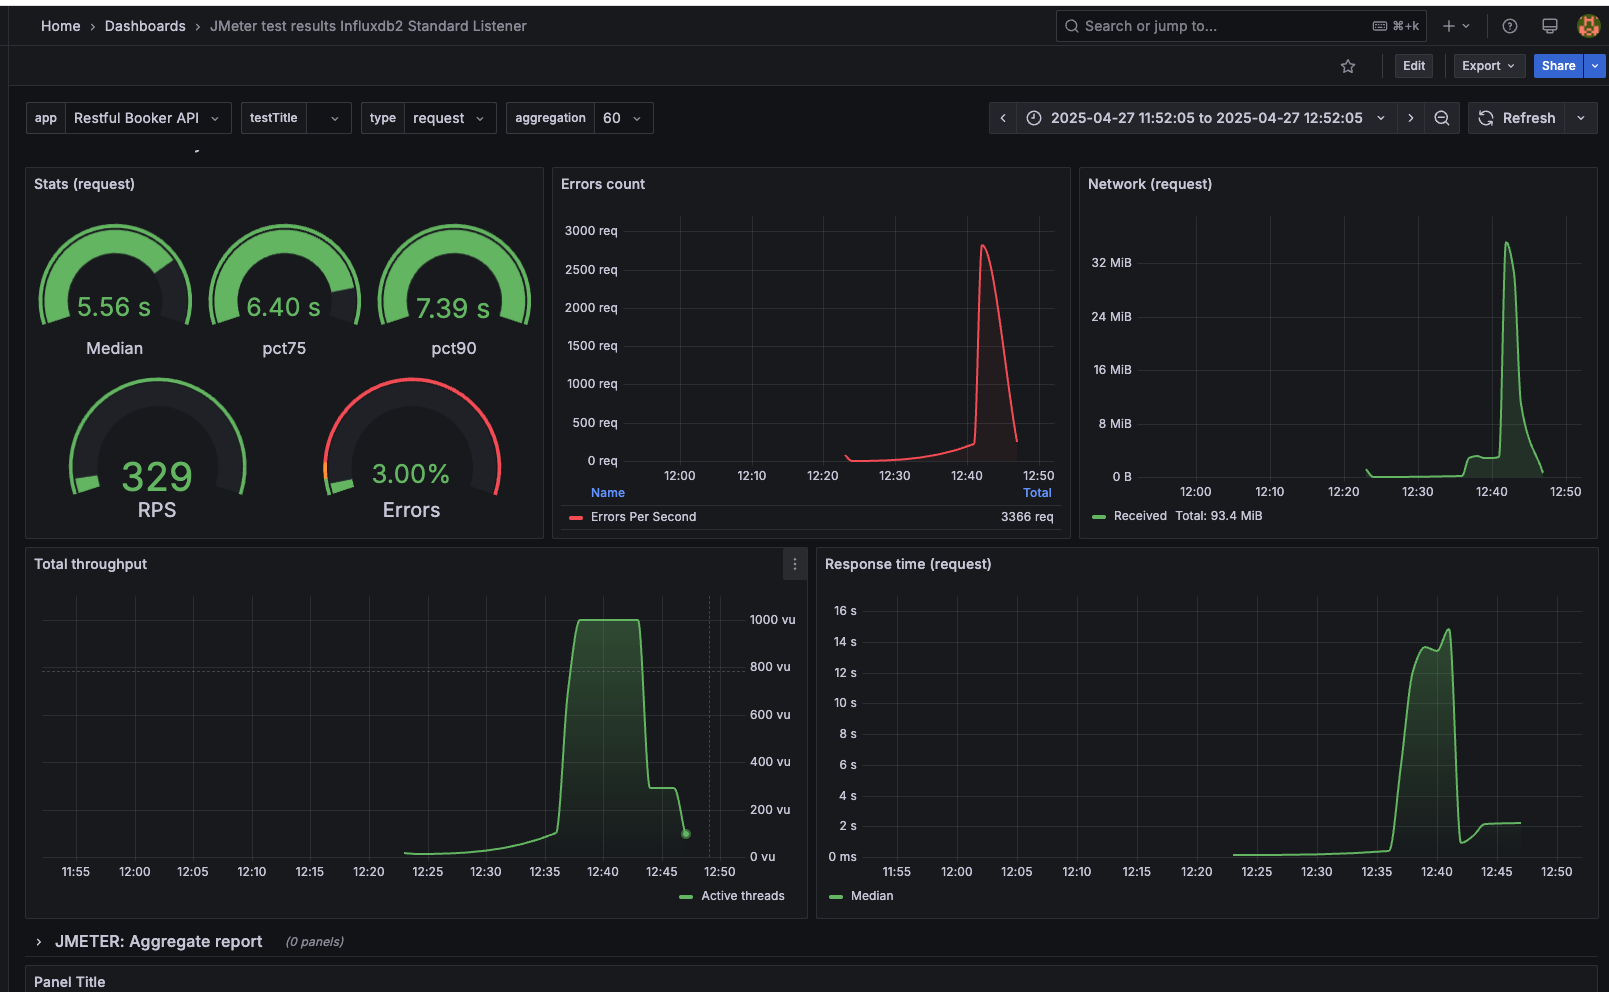 Home › Dashboards › JMeter test results Influxdb2 Standard Listener
Search or jump to... ⌘+k
Edit Export Share
app Restful Booker API testTitle type request aggregation 60 2025-04-27 11:52:05 to 2025-04-27 12:52:05 Refresh
Stats (request)
5.56 s 6.40 s 7.39 s
Median pct75 pct90
329 3.00%
RPS Errors
Errors count
3000 req
2500 req
2000 req
1500 req
1000 req
500 req
0 req
12:00 12:10 12:20 12:30 12:40 12:50
Name Total
Errors Per Second 3366 req
Network (request)
32 MiB
24 MiB
16 MiB
8 MiB
0 B
12:00 12:10 12:20 12:30 12:40 12:50
Received Total: 93.4 MiB
Total throughput
1000 vu
800 vu
600 vu
400 vu
200 vu
0 vu
11:55 12:00 12:05 12:10 12:15 12:20 12:25 12:30 12:35 12:40 12:45 12:50
Active threads
Response time (request)
16 s
14 s
12 s
10 s
8 s
6 s
4 s
2 s
0 ms
11:55 12:00 12:05 12:10 12:15 12:20 12:25 12:30 12:35 12:40 12:45 12:50
Median
JMETER: Aggregate report (0 panels)
Panel Title